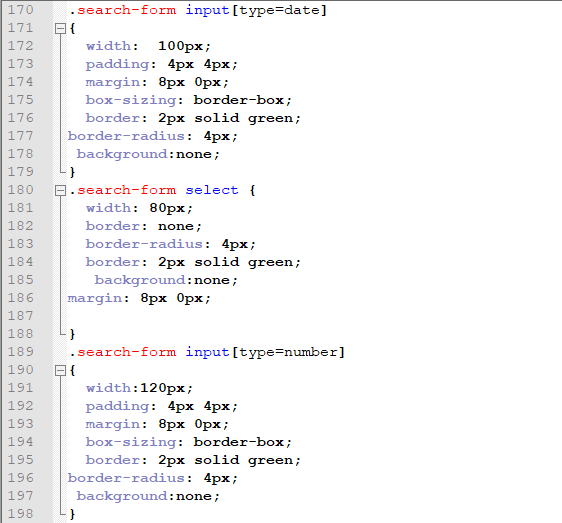 170 .search-form input[type=date]
171 {
172 width:  100px;
173 padding: 4px 4px;
174 margin: 8px 0px;
175 box-sizing: border-box;
176 border: 2px solid green;
177 border-radius: 4px;
178 background:none;
179 }
180 .search-form select {
181 width: 80px;
182 border: none;
183 border-radius: 4px;
184 border: 2px solid green;
185 background:none;
186 margin: 8px 0px;
187
188 }
189 .search-form input[type=number]
190 {
191 width:120px;
192 padding: 4px 4px;
193 margin: 8px 0px;
194 box-sizing: border-box;
195 border: 2px solid green;
196 border-radius: 4px;
197 background:none;
198 }